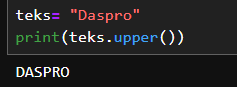 teks= "Daspro"
print(teks.upper())
DASPRO